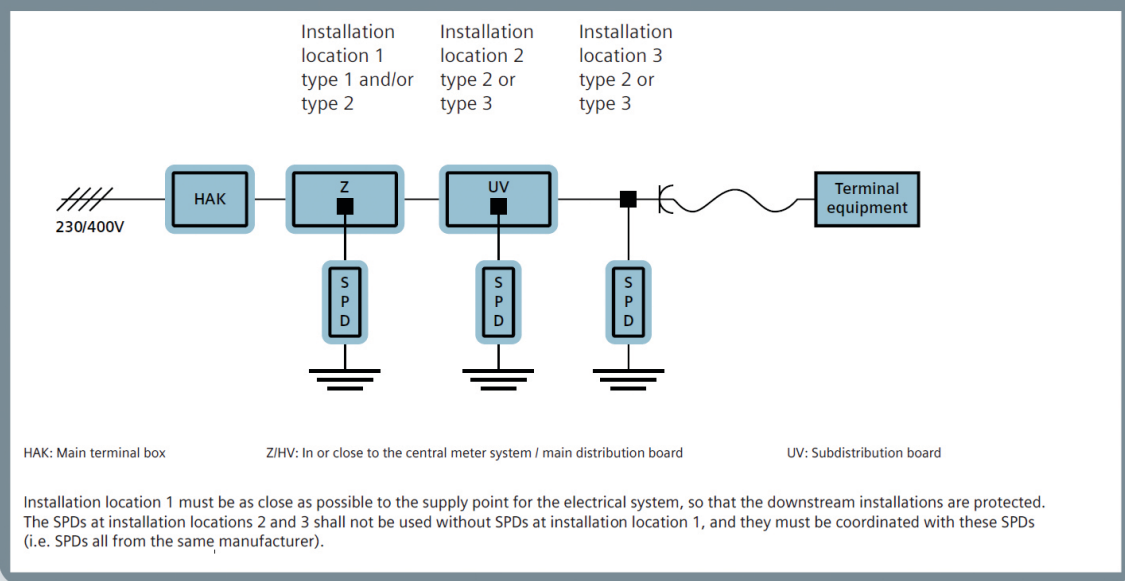 Installation
location 1
type 1 and/or
type 2
Installation
location 2
type 2 or
type 3
Installation
location 3
type 2 or
type 3
230/400V
HAK
Z
UV
Terminal
equipment
S
P
D
S
P
D
S
P
D
HAK: Main terminal box
Z/HV: In or close to the central meter system / main distribution board
UV: Subdistribution board
Installation location 1 must be as close as possible to the supply point for the electrical system, so that the downstream installations are protected.
The SPDs at installation locations 2 and 3 shall not be used without SPDs at installation location 1, and they must be coordinated with these SPDs
(i.e. SPDs all from the same manufacturer).